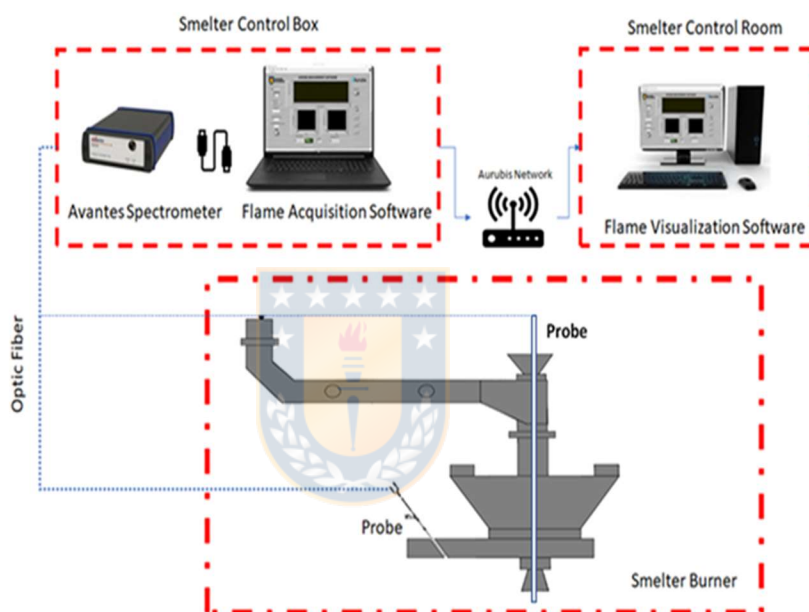 Smelter Control Box
Smelter Control Room
Aurubis Network
Avantes Spectrometer
Flame Acquisition Software
Flame Visualization Software
Optic Fiber
Probe
Probe
Smelter Burner